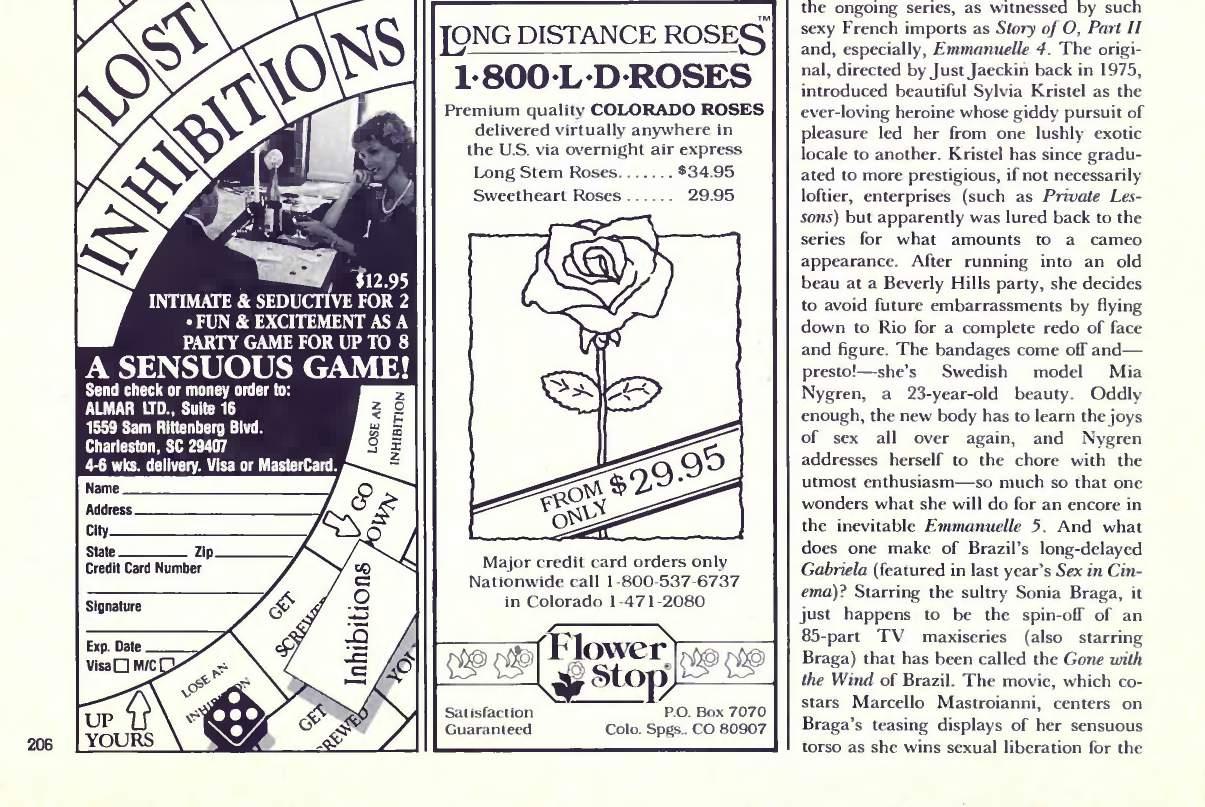 LOST
INHIBITIONS
$12.95
INTIMATE & SEDUCTIVE FOR 2
• FUN & EXCITEMENT AS A
PARTY GAME FOR UP TO 8
A SENSUOUS GAME!
Send check or money order to:
ALMAR LTD., Suite 16
1559 Sam Rittenberg Blvd.
Charleston, SC 29407
4-6 wks. delivery. Visa or MasterCard.
Name
Address
City
State Zip
Credit Card Number
Signature
Exp. Date
Visa M/C
LOSE AN
INHIBITION
GO
OWN
GET
SCREWE
Inhibitions
YOU
LOSE AN
INHIBITION
GET
REWED
UP
YOURS
206
LONG DISTANCE ROSES™
1·800·L·D·ROSES
Premium quality COLORADO ROSES
delivered virtually anywhere in
the U.S. via overnight air express
Long Stem Roses....... $34.95
Sweetheart Roses ...... 29.95
FROM $29.95
ONLY
Major credit card orders only
Nationwide call 1-800-537-6737
in Colorado 1-471-2080
Flower
Stop®
Satisfaction P.O. Box 7070
Guaranteed Colo. Spgs.. CO 80907
the ongoing series, as witnessed by such
sexy French imports as Story of O, Part II
and, especially, Emmanuelle 4. The origi-
nal, directed by Just Jaeckin back in 1975,
introduced beautiful Sylvia Kristel as the
ever-loving heroine whose giddy pursuit of
pleasure led her from one lushly exotic
locale to another. Kristel has since gradu-
ated to more prestigious, if not necessarily
loftier, enterprises (such as Private Les-
sons) but apparently was lured back to the
series for what amounts to a cameo
appearance. After running into an old
beau at a Beverly Hills party, she decides
to avoid future embarrassments by flying
down to Rio for a complete redo of face
and figure. The bandages come off and—
presto!—she's Swedish model Mia
Nygren, a 23-year-old beauty. Oddly
enough, the new body has to learn the joys
of sex all over again, and Nygren
addresses herself to the chore with the
utmost enthusiasm—so much so that one
wonders what she will do for an encore in
the inevitable Emmanuelle 5. And what
does one make of Brazil's long-delayed
Gabriela (featured in last year's Sex in Cin-
ema)? Starring the sultry Sonia Braga, it
just happens to be the spin-off of an
85-part TV maxiseries (also starring
Braga) that has been called the Gone with
the Wind of Brazil. The movie, which co-
stars Marcello Mastroianni, centers on
Braga's teasing displays of her sensuous
torso as she wins sexual liberation for the